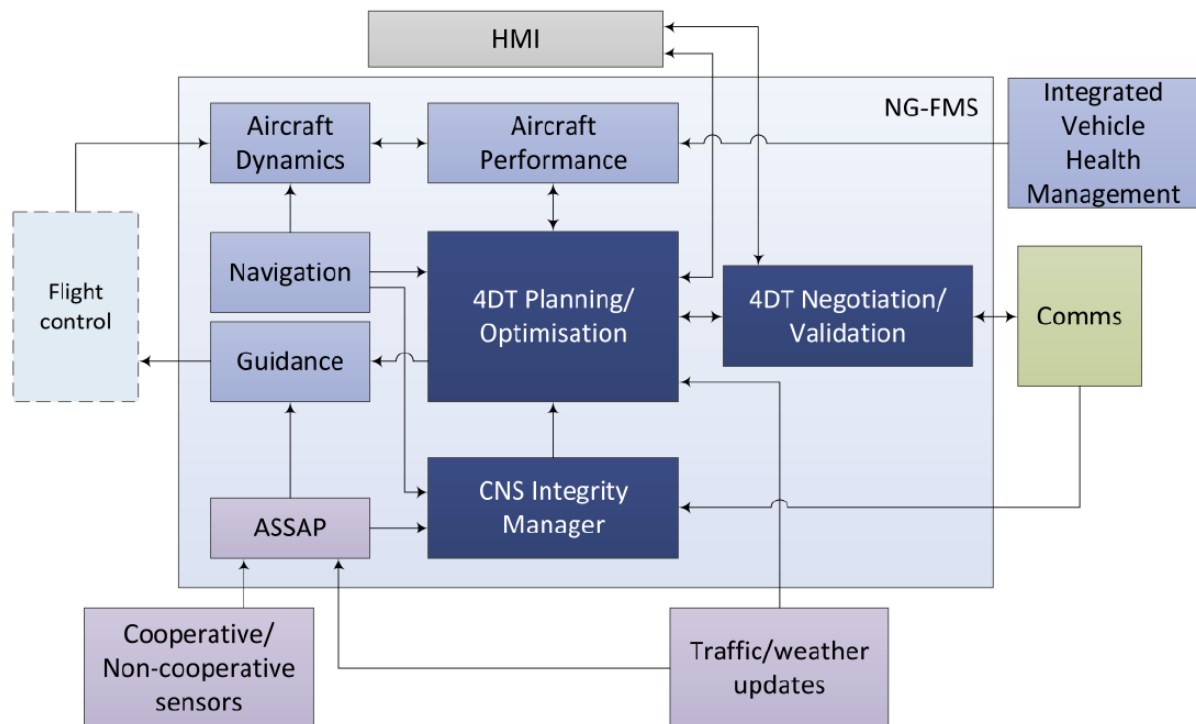 HMI
NG-FMS
Aircraft
Dynamics
Aircraft
Performance
Integrated
Vehicle
Health
Management
Flight
control
Navigation
4DT Planning/
Optimisation
4DT Negotiation/
Validation
Comms
Guidance
CNS Integrity
Manager
ASSAP
Cooperative/
Non-cooperative
sensors
Traffic/weather
updates